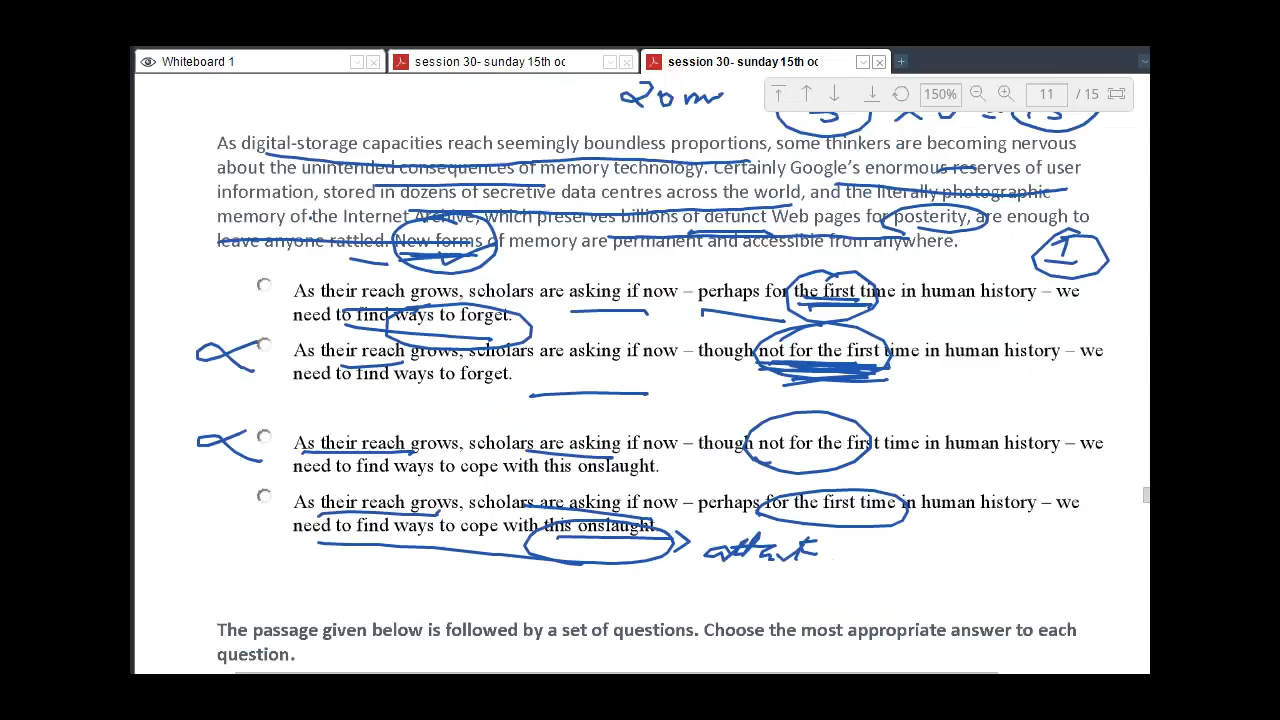 Whiteboard 1
session 30- sunday 15th oc
session 30- sunday 15th oc
150%
11
/ 15
20 m
As digital-storage capacities reach seemingly boundless proportions, some thinkers are becoming nervous
about the unintended consequences of memory technology. Certainly Google's enormous reserves of user
information, stored in dozens of secretive data centres across the world, and the literally photographic
memory of the Internet Archive, which preserves billions of defunct Web pages for posterity, are enough to
leave anyone rattled. New forms of memory are permanent and accessible from anywhere.
1
As their reach grows, scholars are asking if now – perhaps for the first time in human history – we
need to find ways to forget.
As their reach grows, scholars are asking if now – though not for the first time in human history – we
need to find ways to forget.
As their reach grows, scholars are asking if now – though not for the first time in human history – we
need to find ways to cope with this onslaught.
As their reach grows, scholars are asking if now – perhaps for the first time in human history – we
need to find ways to cope with this onslaught.
The passage given below is followed by a set of questions. Choose the most appropriate answer to each
question.